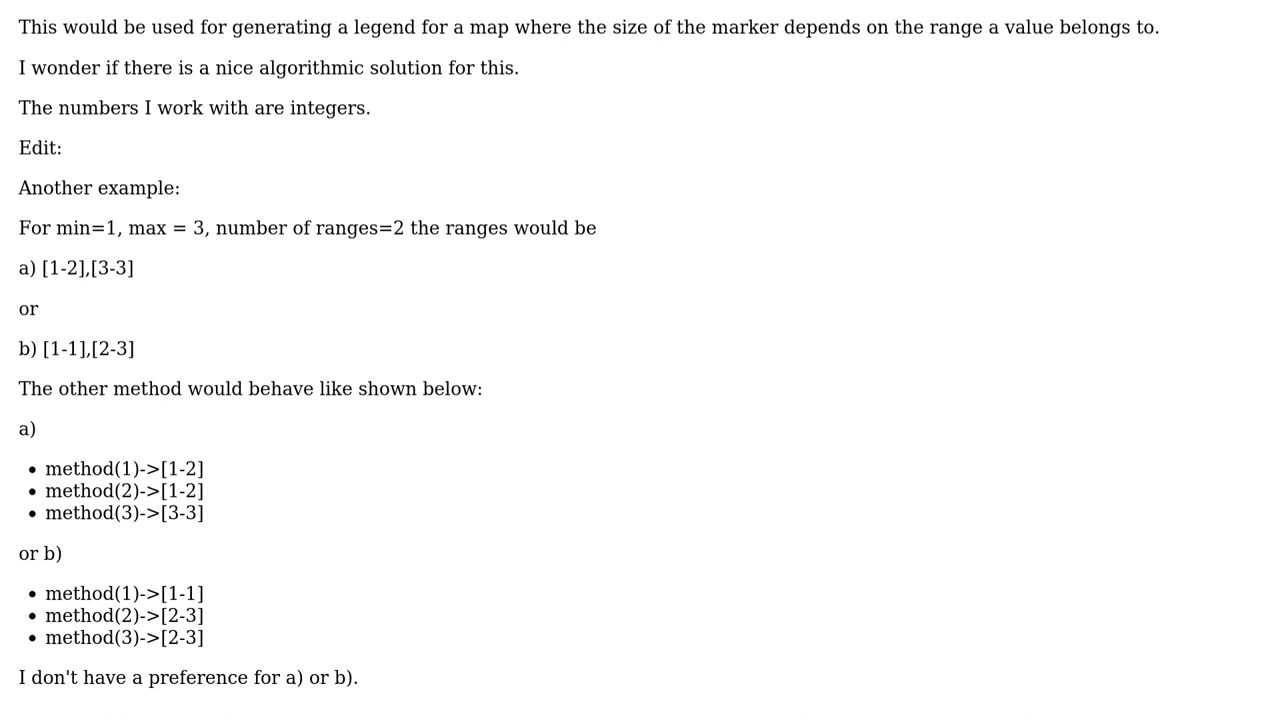 This would be used for generating a legend for a map where the size of the marker depends on the range a value belongs to.
I wonder if there is a nice algorithmic solution for this.
The numbers I work with are integers.
Edit:
Another example:
For min=1, max = 3, number of ranges=2 the ranges would be
a) [1-2],[3-3]
or
b) [1-1],[2-3]
The other method would behave like shown below:
a)
• method(1)->[1-2]
• method(2)->[1-2]
• method(3)->[3-3]
or b)
• method(1)->[1-1]
• method(2)->[2-3]
• method(3)->[2-3]
I don't have a preference for a) or b).